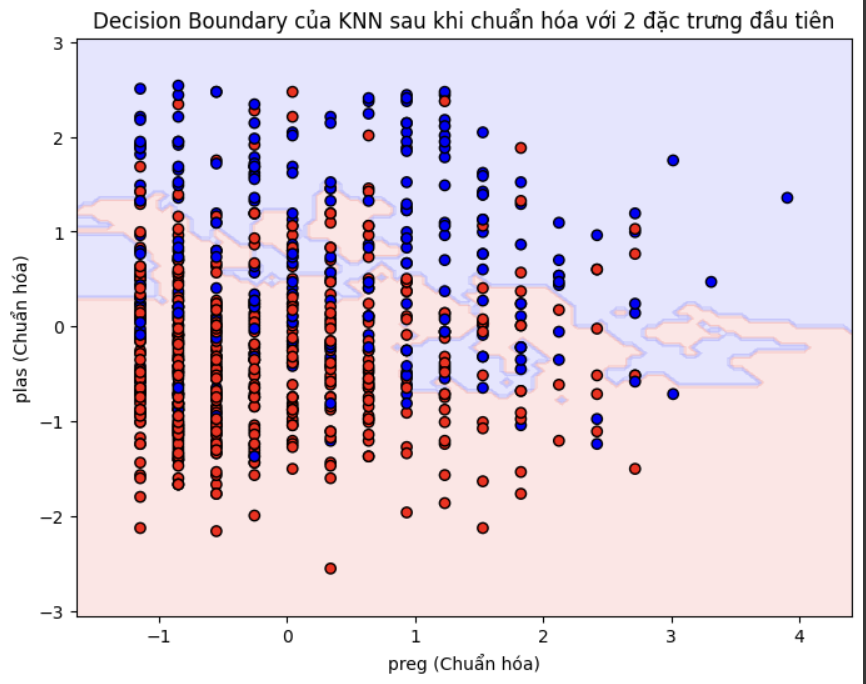 Decision Boundary của KNN sau khi chuẩn hóa với 2 đặc trưng đầu tiên
3
2
1
0
−1
−2
−3
plas (Chuẩn hóa)
−1 0 1 2 3 4
preg (Chuẩn hóa)